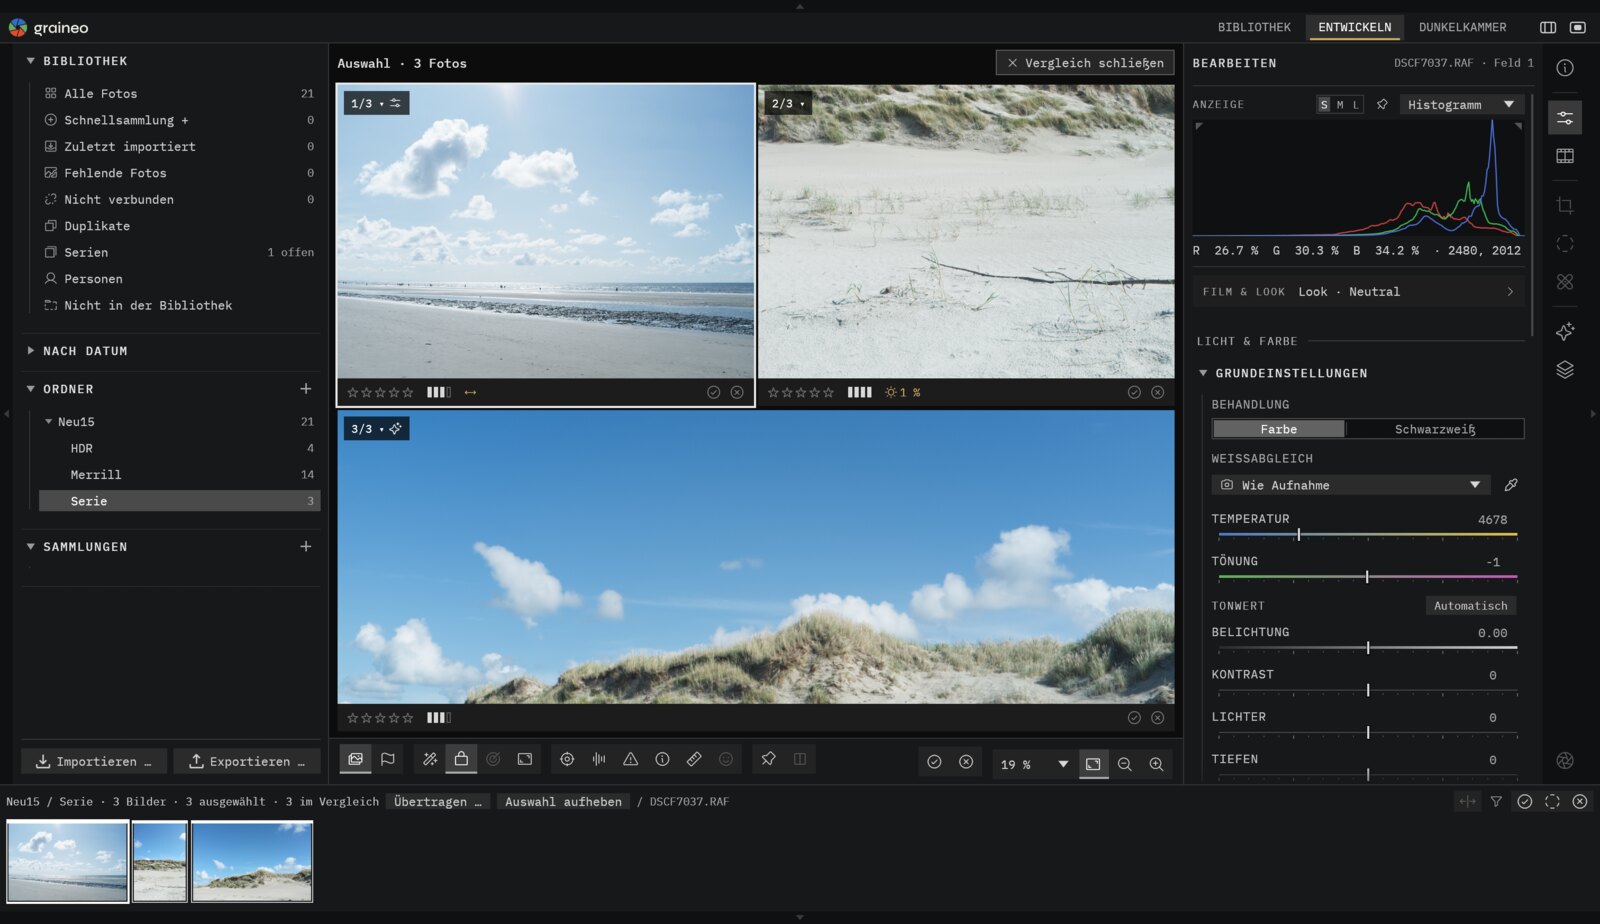 graineo
BIBLIOTHEK
ENTWICKELN
DUNKELKAMMER
BIBLIOTHEK
Alle Fotos 21
Schnellsammlung + 0
Zuletzt importiert 0
Fehlende Fotos 0
Nicht verbunden 0
Duplikate
Serien 1 offen
Personen
Nicht in der Bibliothek
NACH DATUM
ORDNER +
Neu15 21
HDR 4
Merrill 14
Serie 3
SAMMLUNGEN +
Importieren …
Exportieren …
Auswahl · 3 Fotos
Vergleich schließen
1/3
2/3
1 %
3/3
19 %
BEARBEITEN DSCF7037.RAF · Feld 1
ANZEIGE S M L Histogramm
R 26.7 % G 30.3 % B 34.2 % · 2480, 2012
FILM & LOOK Look · Neutral
LICHT & FARBE
GRUNDEINSTELLUNGEN
BEHANDLUNG
Farbe Schwarzweiß
WEISSABGLEICH
Wie Aufnahme
TEMPERATUR 4678
TÖNUNG -1
TONWERT Automatisch
BELICHTUNG 0.00
KONTRAST 0
LICHTER 0
TIEFEN 0
Neu15 / Serie · 3 Bilder · 3 ausgewählt · 3 im Vergleich Übertragen … Auswahl aufheben / DSCF7037.RAF